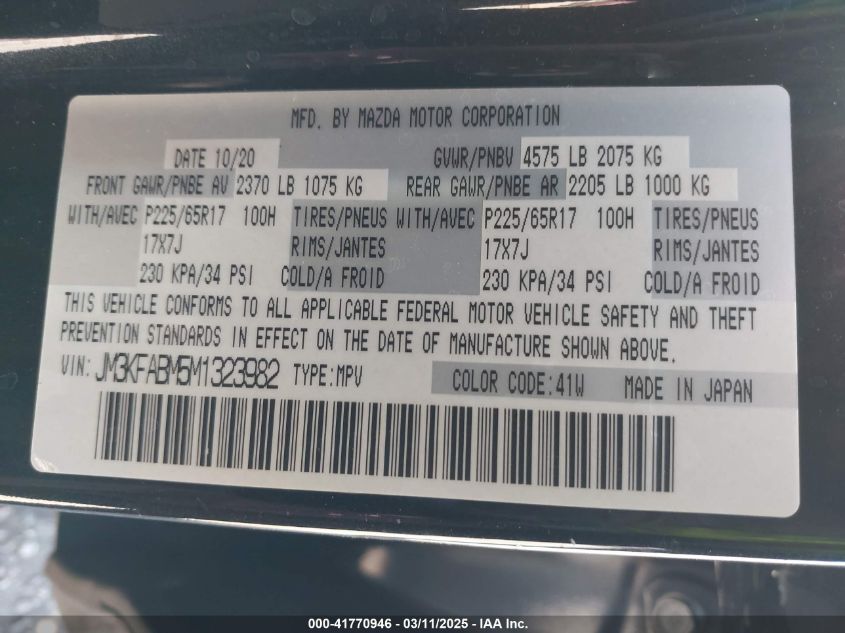 MFD. BY MAZDA MOTOR CORPORATION
DATE 10/20 GVWR/PNBV 4575 LB 2075 KG
FRONT GAWR/PNBE AV 2370 LB 1075 KG REAR GAWR/PNBE AR 2205 LB 1000 KG
WITH/AVEC P225/65R17 100H TIRES/PNEUS WITH/AVEC P225/65R17 100H TIRES/PNEUS
17X7J RIMS/JANTES 17X7J RIMS/JANTES
230 KPA/34 PSI COLD/A FROID 230 KPA/34 PSI COLD/A FROID
THIS VEHICLE CONFORMS TO ALL APPLICABLE FEDERAL MOTOR VEHICLE SAFETY AND THEFT
PREVENTION STANDARDS IN EFFECT ON THE DATE OF MANUFACTURE SHOWN ABOVE.
VIN: JM3KFABM5M1323982 TYPE:MPV COLOR CODE:41W MADE IN JAPAN
000-41770946 - 03/11/2025 - IAA Inc.